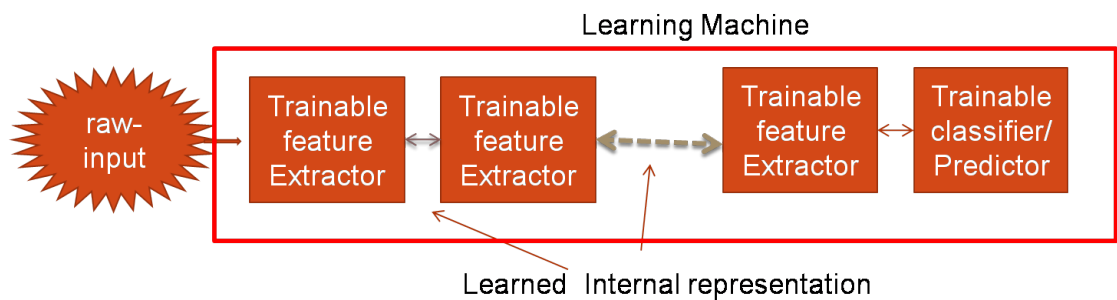 Learning Machine
raw-
input
Trainable
feature
Extractor
Trainable
feature
Extractor
Trainable
feature
Extractor
Trainable
classifier/
Predictor
Learned Internal representation